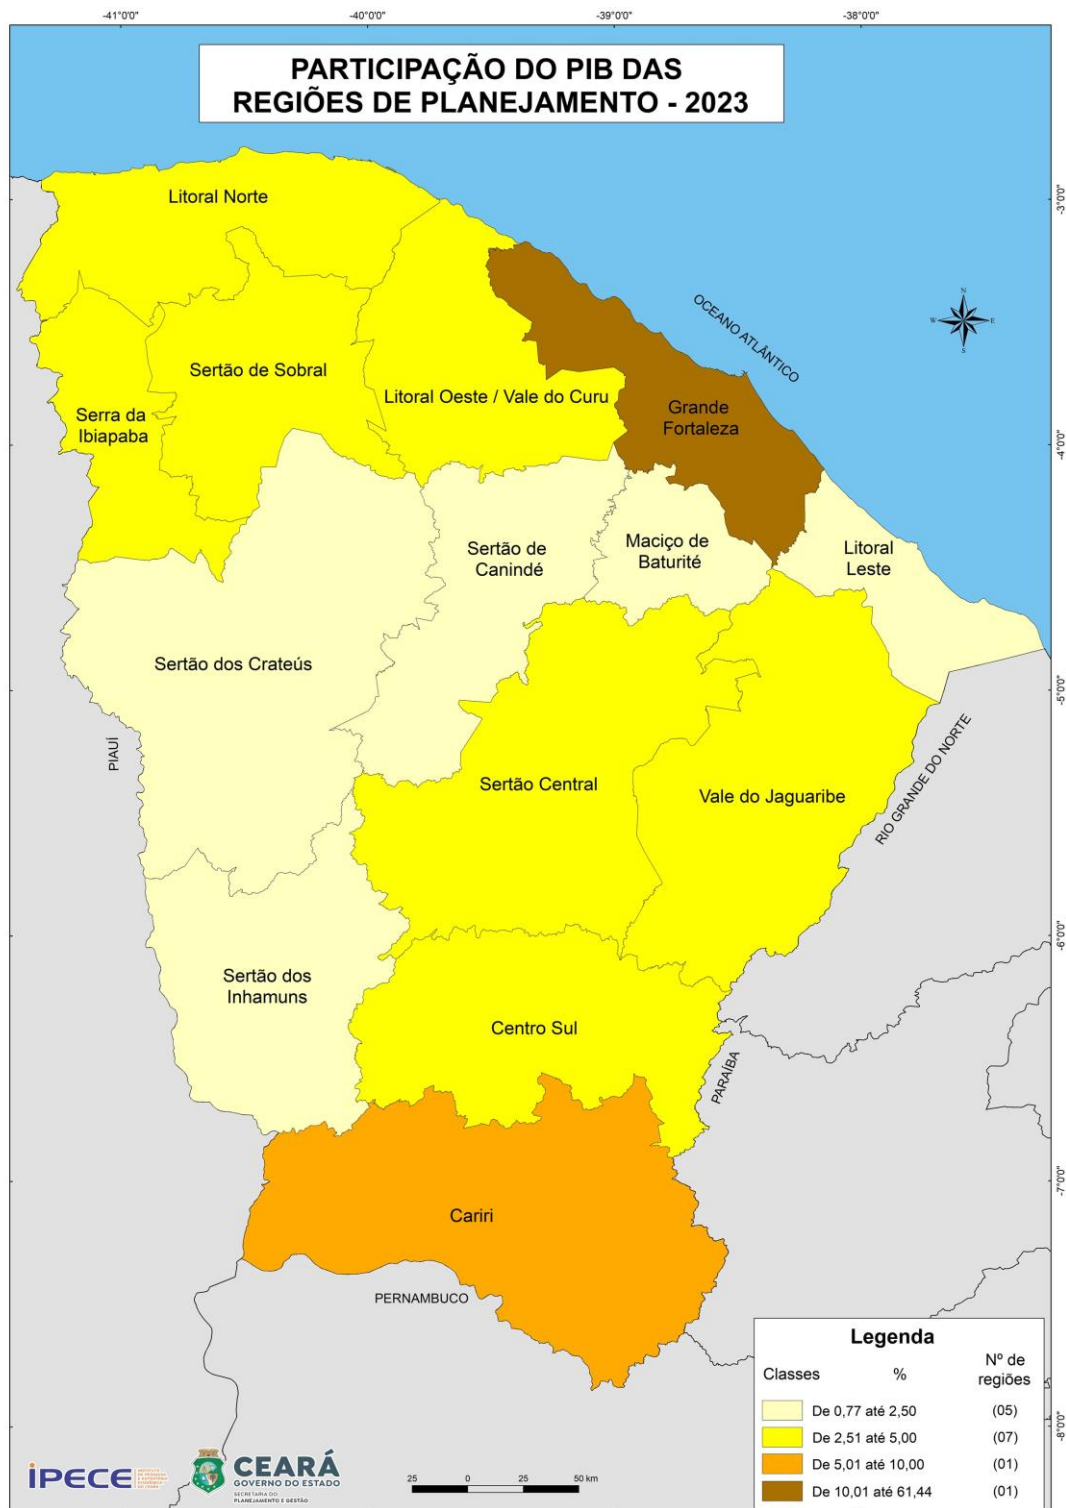 -41°0'0"
-40°0'0"
-39°0'0"
-38°0'0"
PARTICIPAÇÃO DO PIB DAS
REGIÕES DE PLANEJAMENTO - 2023
Litoral Norte
-3°0'0"
OCEANO ATLÂNTICO
N
W
E
S
Sertão de Sobral
Litoral Oeste / Vale do Curu
Serra da
Ibiapaba
Grande
Fortaleza
-4°0'0"
Sertão de
Canindé
Maciço de
Baturité
Litoral
Leste
Sertão dos Crateús
-5°0'0"
PIAUÍ
Sertão Central
Vale do Jaguaribe
RIO GRANDE DO NORTE
-6°0'0"
Sertão dos
Inhamuns
Centro Sul
PARAÍBA
-7°0'0"
Cariri
PERNAMBUCO
Legenda
Classes
%
Nº de
regiões
De 0,77 até 2,50
(05)
De 2,51 até 5,00
(07)
De 5,01 até 10,00
(01)
De 10,01 até 61,44
(01)
-8°0'0"
iPECE
CEARÁ
GOVERNO DO ESTADO
SECRETARIA DO
PLANEJAMENTO E GESTÃO
25
0
25
50 km